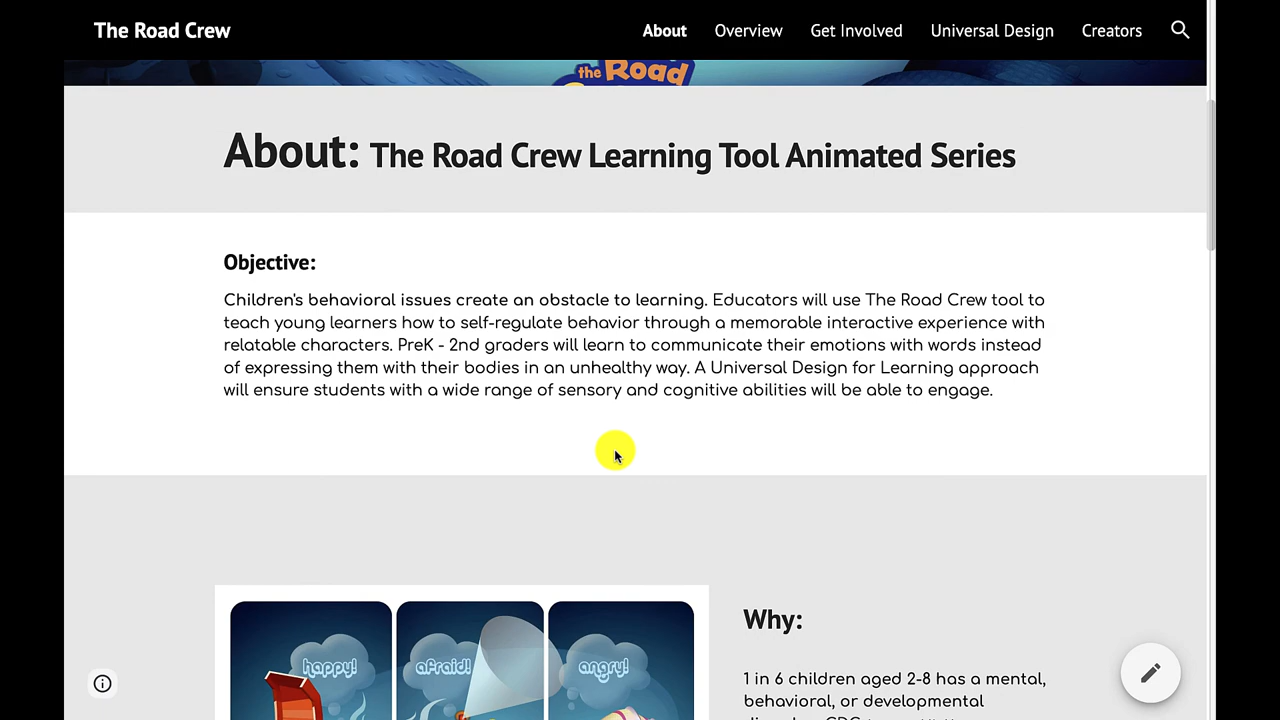 The Road Crew
About Overview Get Involved Universal Design Creators
the Road
About: The Road Crew Learning Tool Animated Series
Objective:
Children's behavioral issues create an obstacle to learning. Educators will use The Road Crew tool to
teach young learners how to self-regulate behavior through a memorable interactive experience with
relatable characters. PreK - 2nd graders will learn to communicate their emotions with words instead
of expressing them with their bodies in an unhealthy way. A Universal Design for Learning approach
will ensure students with a wide range of sensory and cognitive abilities will be able to engage.
happy! afraid! angry!
Why:
1 in 6 children aged 2-8 has a mental,
behavioral, or developmental